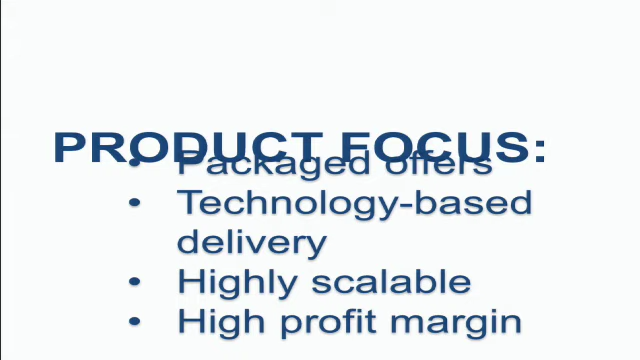 PRODUCT FOCUS:
• Packaged offers
• Technology-based
delivery
• Highly scalable
• High profit margin